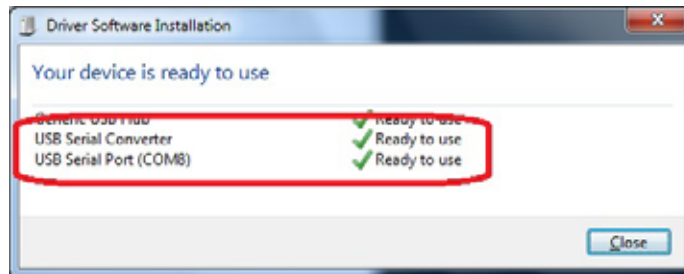 Driver Software Installation
Your device is ready to use
Generic USB Hub Ready to use
USB Serial Converter Ready to use
USB Serial Port (COM8) Ready to use
Close